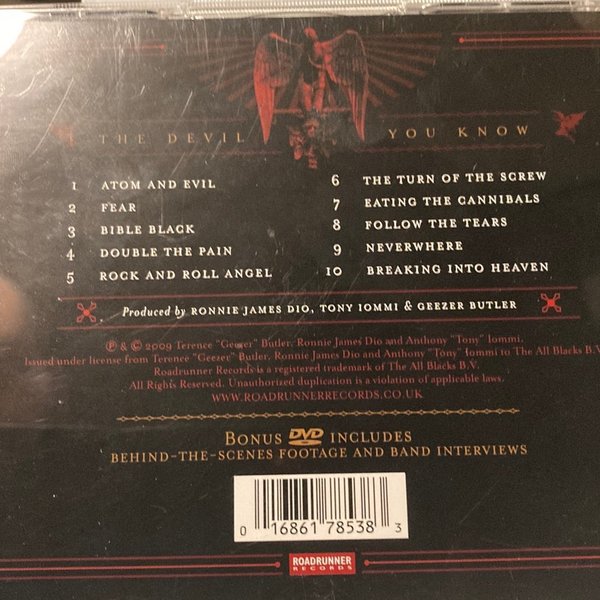 THE DEVIL YOU KNOW
1 ATOM AND EVIL
2 FEAR
3 BIBLE BLACK
4 DOUBLE THE PAIN
5 ROCK AND ROLL ANGEL
6 THE TURN OF THE SCREW
7 EATING THE CANNIBALS
8 FOLLOW THE TEARS
9 NEVERWHERE
10 BREAKING INTO HEAVEN
Produced by RONNIE JAMES DIO, TONY IOMMI & GEEZER BUTLER
℗ & © 2009 Terence "Geezer" Butler, Ronnie James Dio and Anthony "Tony" Iommi.
Issued under license from Terence "Geezer" Butler, Ronnie James Dio and Anthony "Tony" Iommi to The All Blacks B.V.
Roadrunner Records is a registered trademark of The All Blacks B.V.
All Rights Reserved. Unauthorized duplication is a violation of applicable laws.
WWW.ROADRUNNERRECORDS.CO.UK
BONUS DVD INCLUDES
BEHIND-THE-SCENES FOOTAGE AND BAND INTERVIEWS
0 16861 78538 3
ROADRUNNER
RECORDS